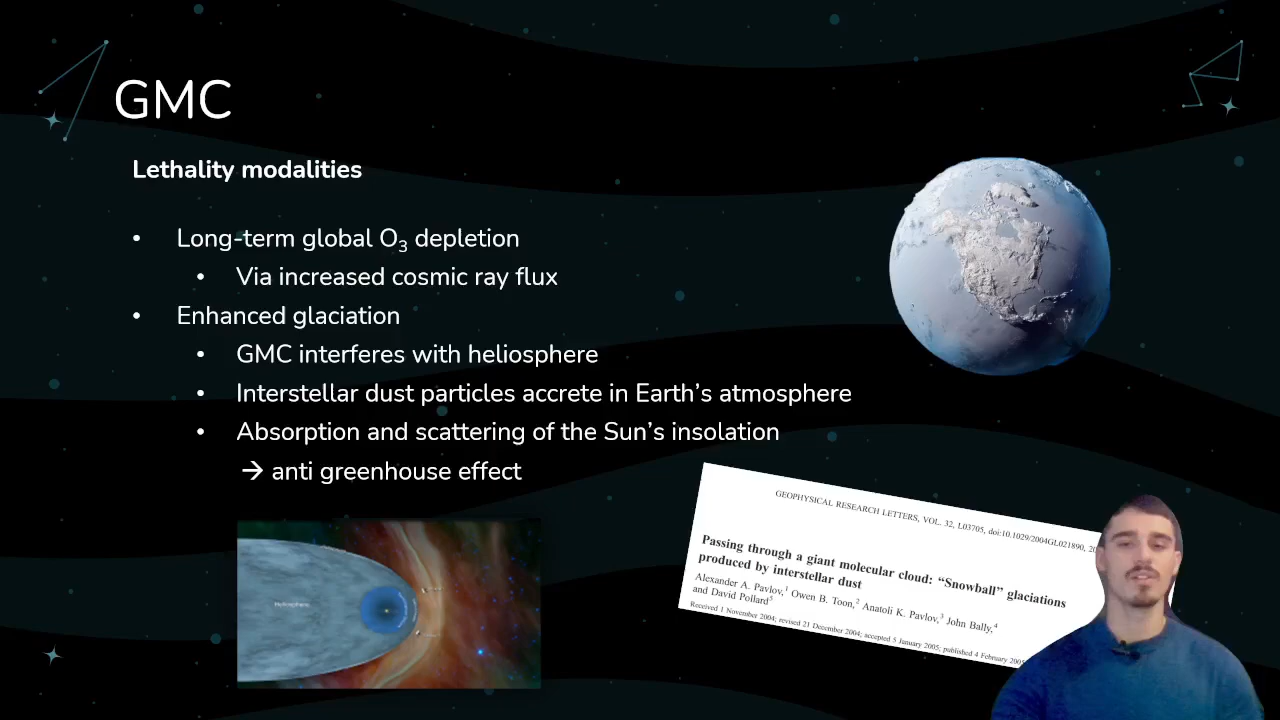 GMC
Lethality modalities
• Long-term global O₃ depletion
• Via increased cosmic ray flux
• Enhanced glaciation
• GMC interferes with heliosphere
• Interstellar dust particles accrete in Earth's atmosphere
• Absorption and scattering of the Sun's insolation
→ anti greenhouse effect
Heliosphere
GEOPHYSICAL RESEARCH LETTERS, VOL. 32, L03705, doi:10.1029/2004GL021890,
Passing through a giant molecular cloud: “Snowball” glaciations
produced by interstellar dust
Alexander A. Pavlov,¹ Owen B. Toon,² Anatoli K. Pavlov,³ John Bally,⁴
and David Pollard⁵
Received 1 November 2004; revised 21 December 2004; accepted 5 January 2005; published 4 February 2005